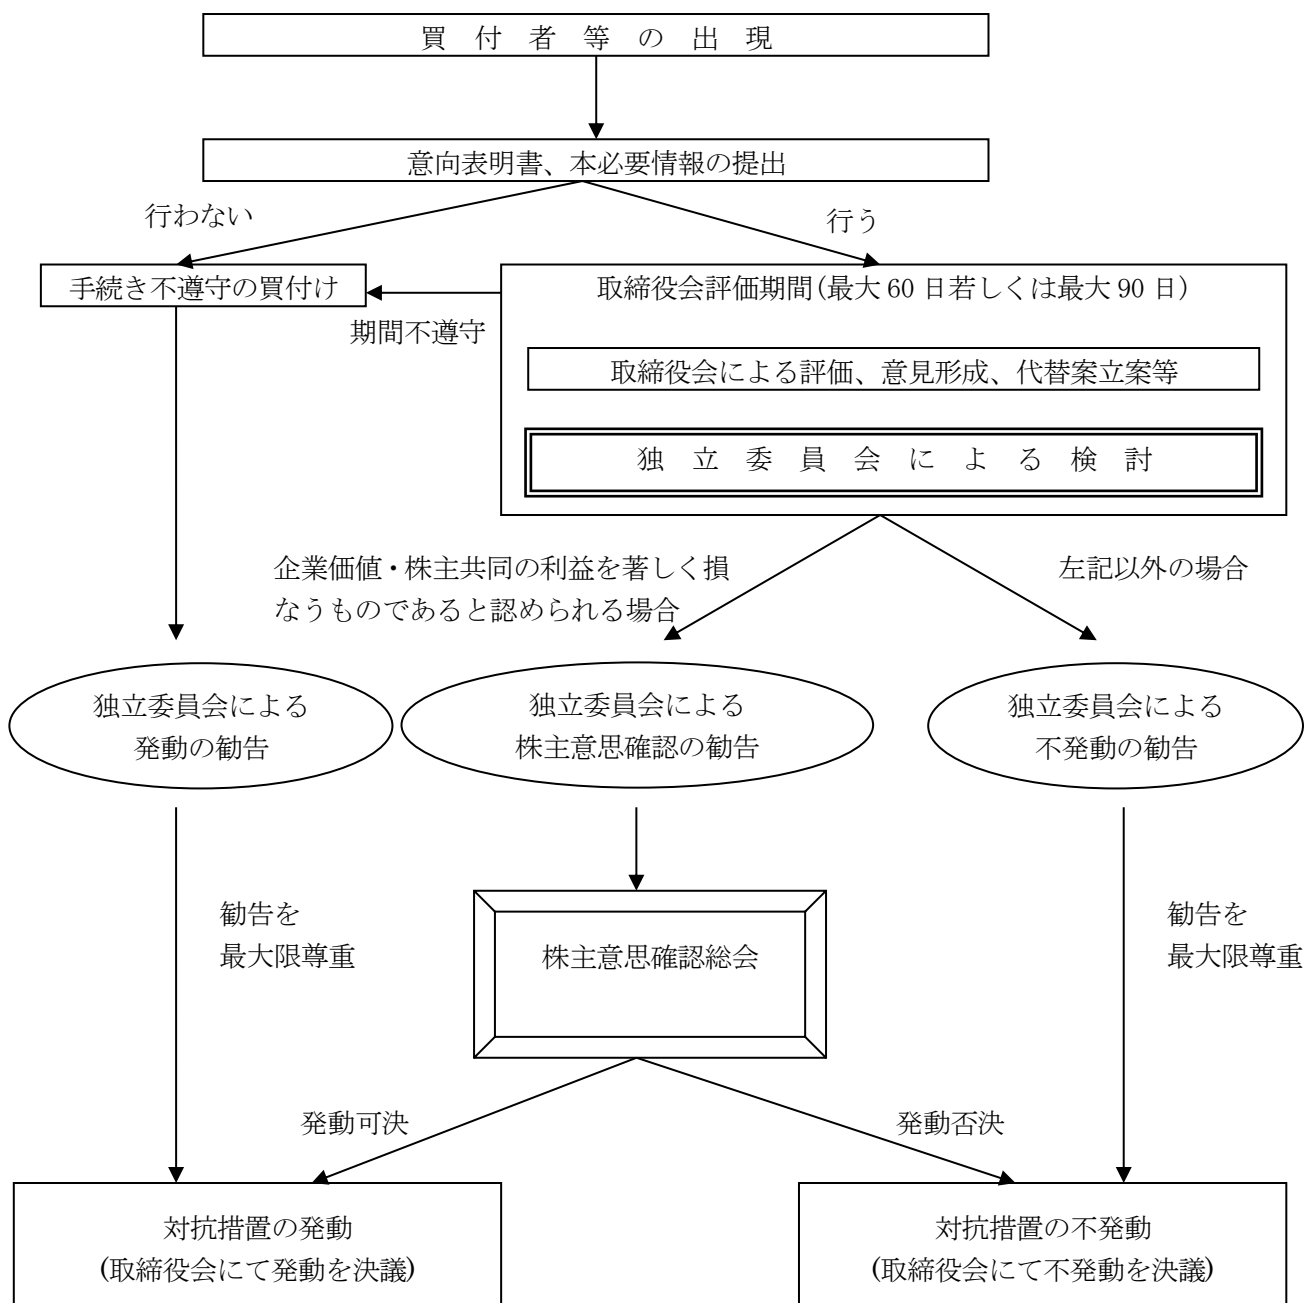 買付者等の出現
意向表明書、本必要情報の提出
行わない
行う
手続き不遵守の買付け
取締役会評価期間(最大 60 日若しくは最大 90 日)
期間不遵守
取締役会による評価、意見形成、代替案立案等
独立委員会による検討
企業価値・株主共同の利益を著しく損
なうものであると認められる場合
左記以外の場合
独立委員会による
発動の勧告
独立委員会による
株主意思確認の勧告
独立委員会による
不発動の勧告
勧告を
最大限尊重
株主意思確認総会
勧告を
最大限尊重
発動可決
発動否決
対抗措置の発動
(取締役会にて発動を決議)
対抗措置の不発動
(取締役会にて不発動を決議)